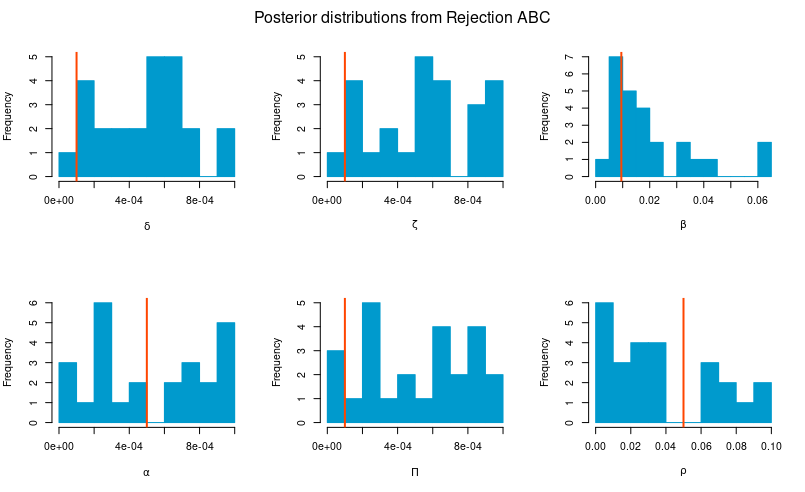 Posterior distributions from Rejection ABC
Frequency
0 1 2 3 4 5
0e+00 4e-04 8e-04
δ
Frequency
0 1 2 3 4 5
0e+00 4e-04 8e-04
ζ
Frequency
0 1 2 3 4 5 6 7
0.00 0.02 0.04 0.06
β
Frequency
0 1 2 3 4 5 6
0e+00 4e-04 8e-04
α
Frequency
0 1 2 3 4 5
0e+00 4e-04 8e-04
Π
Frequency
0 1 2 3 4 5 6
0.00 0.02 0.04 0.06 0.08 0.10
ρ